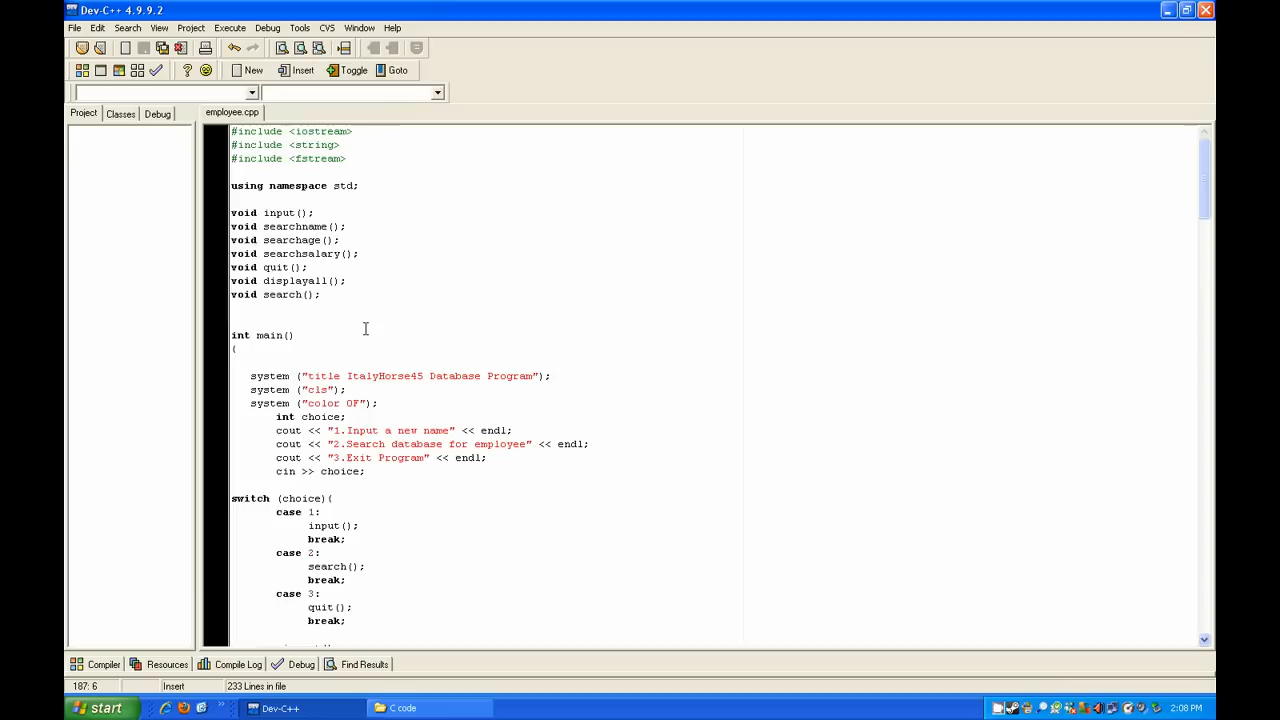 Dev-C++ 4.9.9.2
File Edit Search View Project Execute Debug Tools CVS Window Help
New Insert Toggle Goto
Project Classes Debug employee.cpp
#include <iostream>
#include <string>
#include <fstream>
using namespace std;
void input();
void searchname();
void searchage();
void searchsalary();
void quit();
void displayall();
void search();
int main()
{
system ("title ItalyHorse45 Database Program");
system ("cls");
system ("color 0F");
int choice;
cout << "1.Input a new name" << endl;
cout << "2.Search database for employee" << endl;
cout << "3.Exit Program" << endl;
cin >> choice;
switch (choice){
case 1:
input();
break;
case 2:
search();
break;
case 3:
quit();
break;
Compiler Resources Compile Log Debug Find Results
187: 6 Insert 233 Lines in file
start Dev-C++ C code 2:08 PM